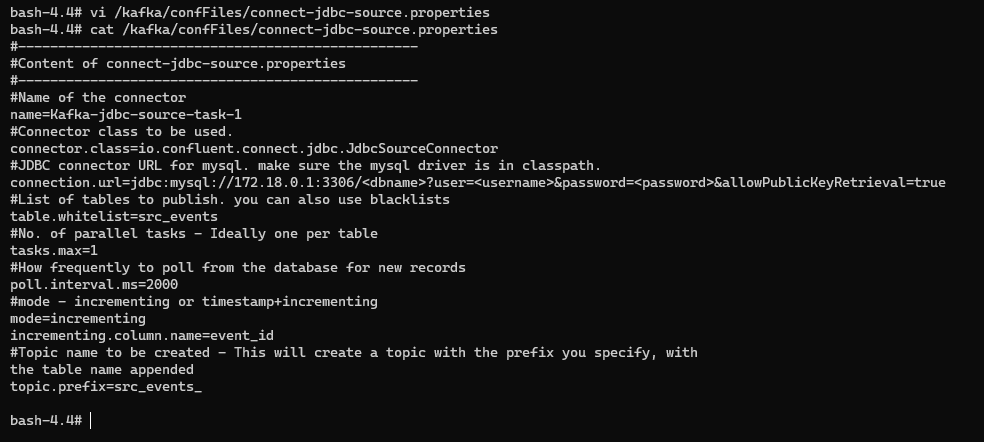 bash-4.4# vi /kafka/confFiles/connect-jdbc-source.properties
bash-4.4# cat /kafka/confFiles/connect-jdbc-source.properties
#--------------------------------------------------
#Content of connect-jdbc-source.properties
#--------------------------------------------------
#Name of the connector
name=Kafka-jdbc-source-task-1
#Connector class to be used.
connector.class=io.confluent.connect.jdbc.JdbcSourceConnector
#JDBC connector URL for mysql. make sure the mysql driver is in classpath.
connection.url=jdbc:mysql://172.18.0.1:3306/<dbname>?user=<username>&password=<password>&allowPublicKeyRetrieval=true
#List of tables to publish. you can also use blacklists
table.whitelist=src_events
#No. of parallel tasks - Ideally one per table
tasks.max=1
#How frequently to poll from the database for new records
poll.interval.ms=2000
#mode - incrementing or timestamp+incrementing
mode=incrementing
incrementing.column.name=event_id
#Topic name to be created - This will create a topic with the prefix you specify, with
the table name appended
topic.prefix=src_events_
bash-4.4#